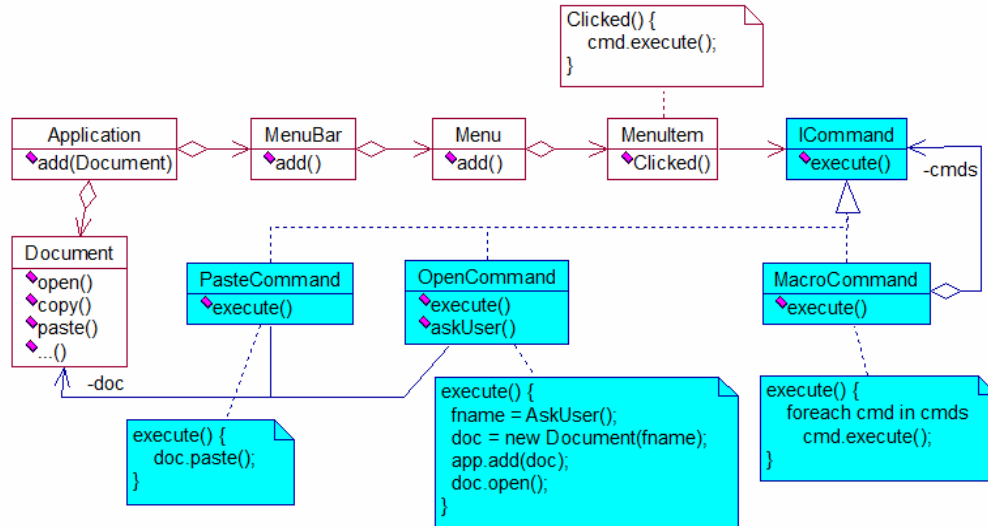 Clicked() {
cmd.execute();
}
Application
add(Document)
MenuBar
add()
Menu
add()
MenuItem
Clicked()
ICommand
execute()
-cmds
Document
open()
copy()
paste()
...()
PasteCommand
execute()
OpenCommand
execute()
askUser()
MacroCommand
execute()
-doc
execute() {
doc.paste();
}
execute() {
fname = AskUser();
doc = new Document(fname);
app.add(doc);
doc.open();
}
execute() {
foreach cmd in cmds
cmd.execute();
}